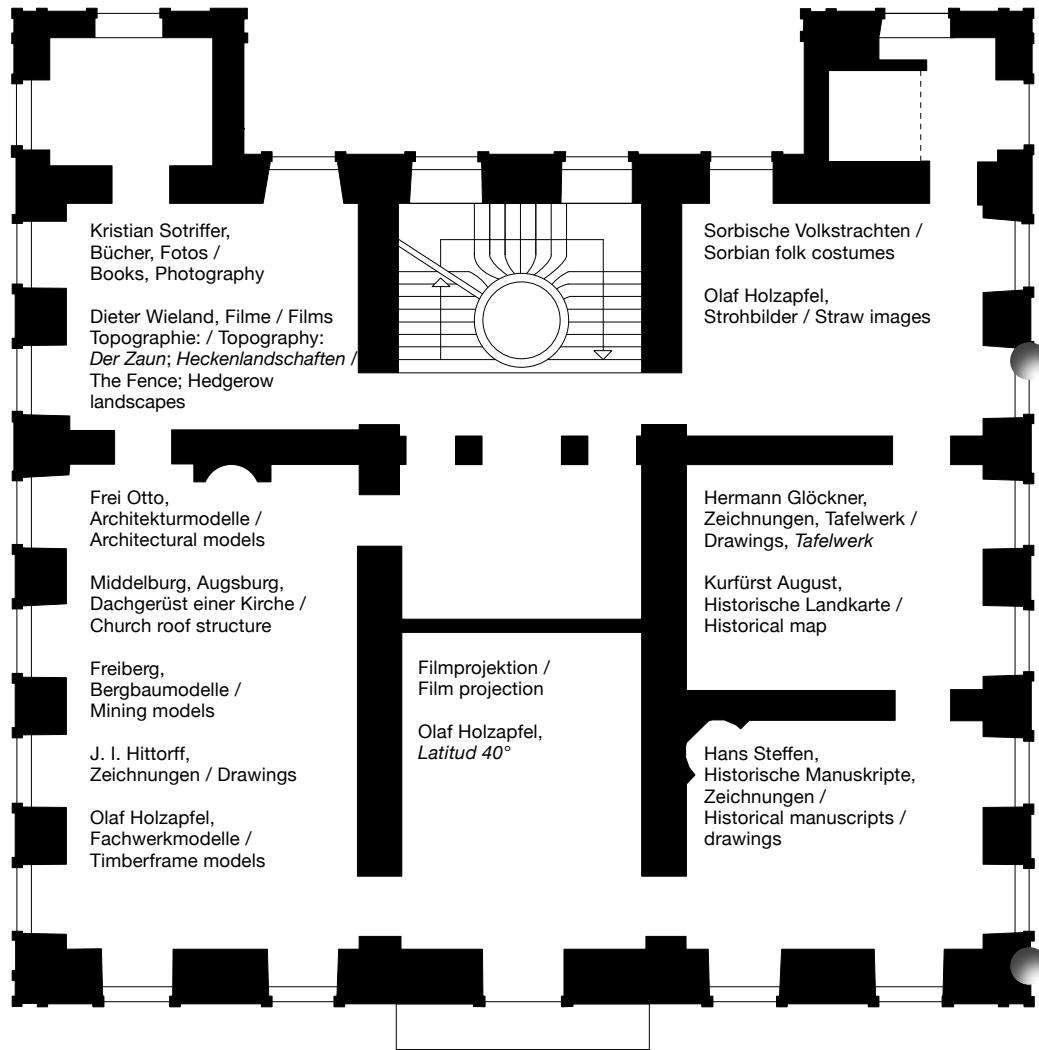 Kristian Sotriffer,
Bücher, Fotos /
Books, Photography
Dieter Wieland, Filme / Films
Topographie: / Topography:
Der Zaun; Heckenlandschaften /
The Fence; Hedgerow
landscapes
Sorbische Volkstrachten /
Sorbian folk costumes
Olaf Holzapfel,
Strohbilder / Straw images
Frei Otto,
Architekturmodelle /
Architectural models
Middelburg, Augsburg,
Dachgerüst einer Kirche /
Church roof structure
Freiberg,
Bergbaumodelle /
Mining models
J. I. Hittorff,
Zeichnungen / Drawings
Olaf Holzapfel,
Fachwerkmodelle /
Timberframe models
Filmprojektion /
Film projection
Olaf Holzapfel,
Latitud 40°
Hermann Glöckner,
Zeichnungen, Tafelwerk /
Drawings, Tafelwerk
Kurfürst August,
Historische Landkarte /
Historical map
Hans Steffen,
Historische Manuskripte,
Zeichnungen /
Historical manuscripts /
drawings